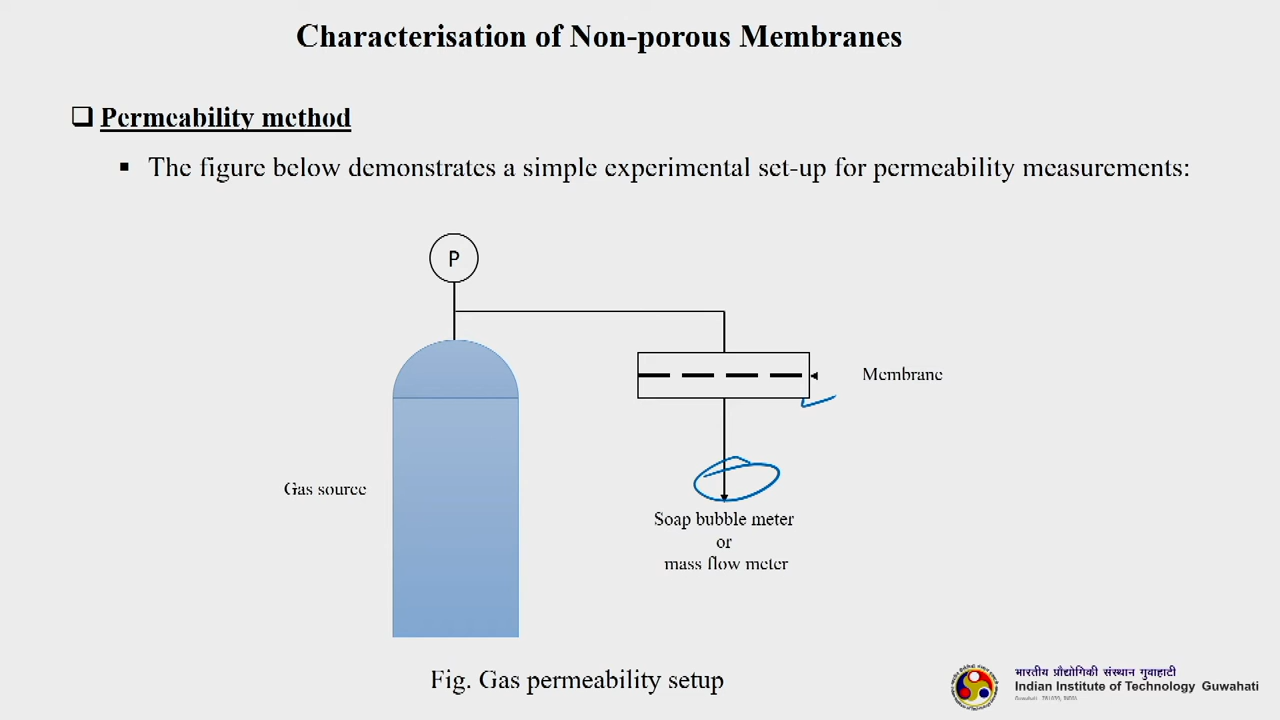 Characterisation of Non-porous Membranes
Permeability method
The figure below demonstrates a simple experimental set-up for permeability measurements:
P
Membrane
Gas source
Soap bubble meter
or
mass flow meter
Fig. Gas permeability setup
भारतीय प्रौद्योगिकी संस्थान गुवाहाटी
Indian Institute of Technology Guwahati